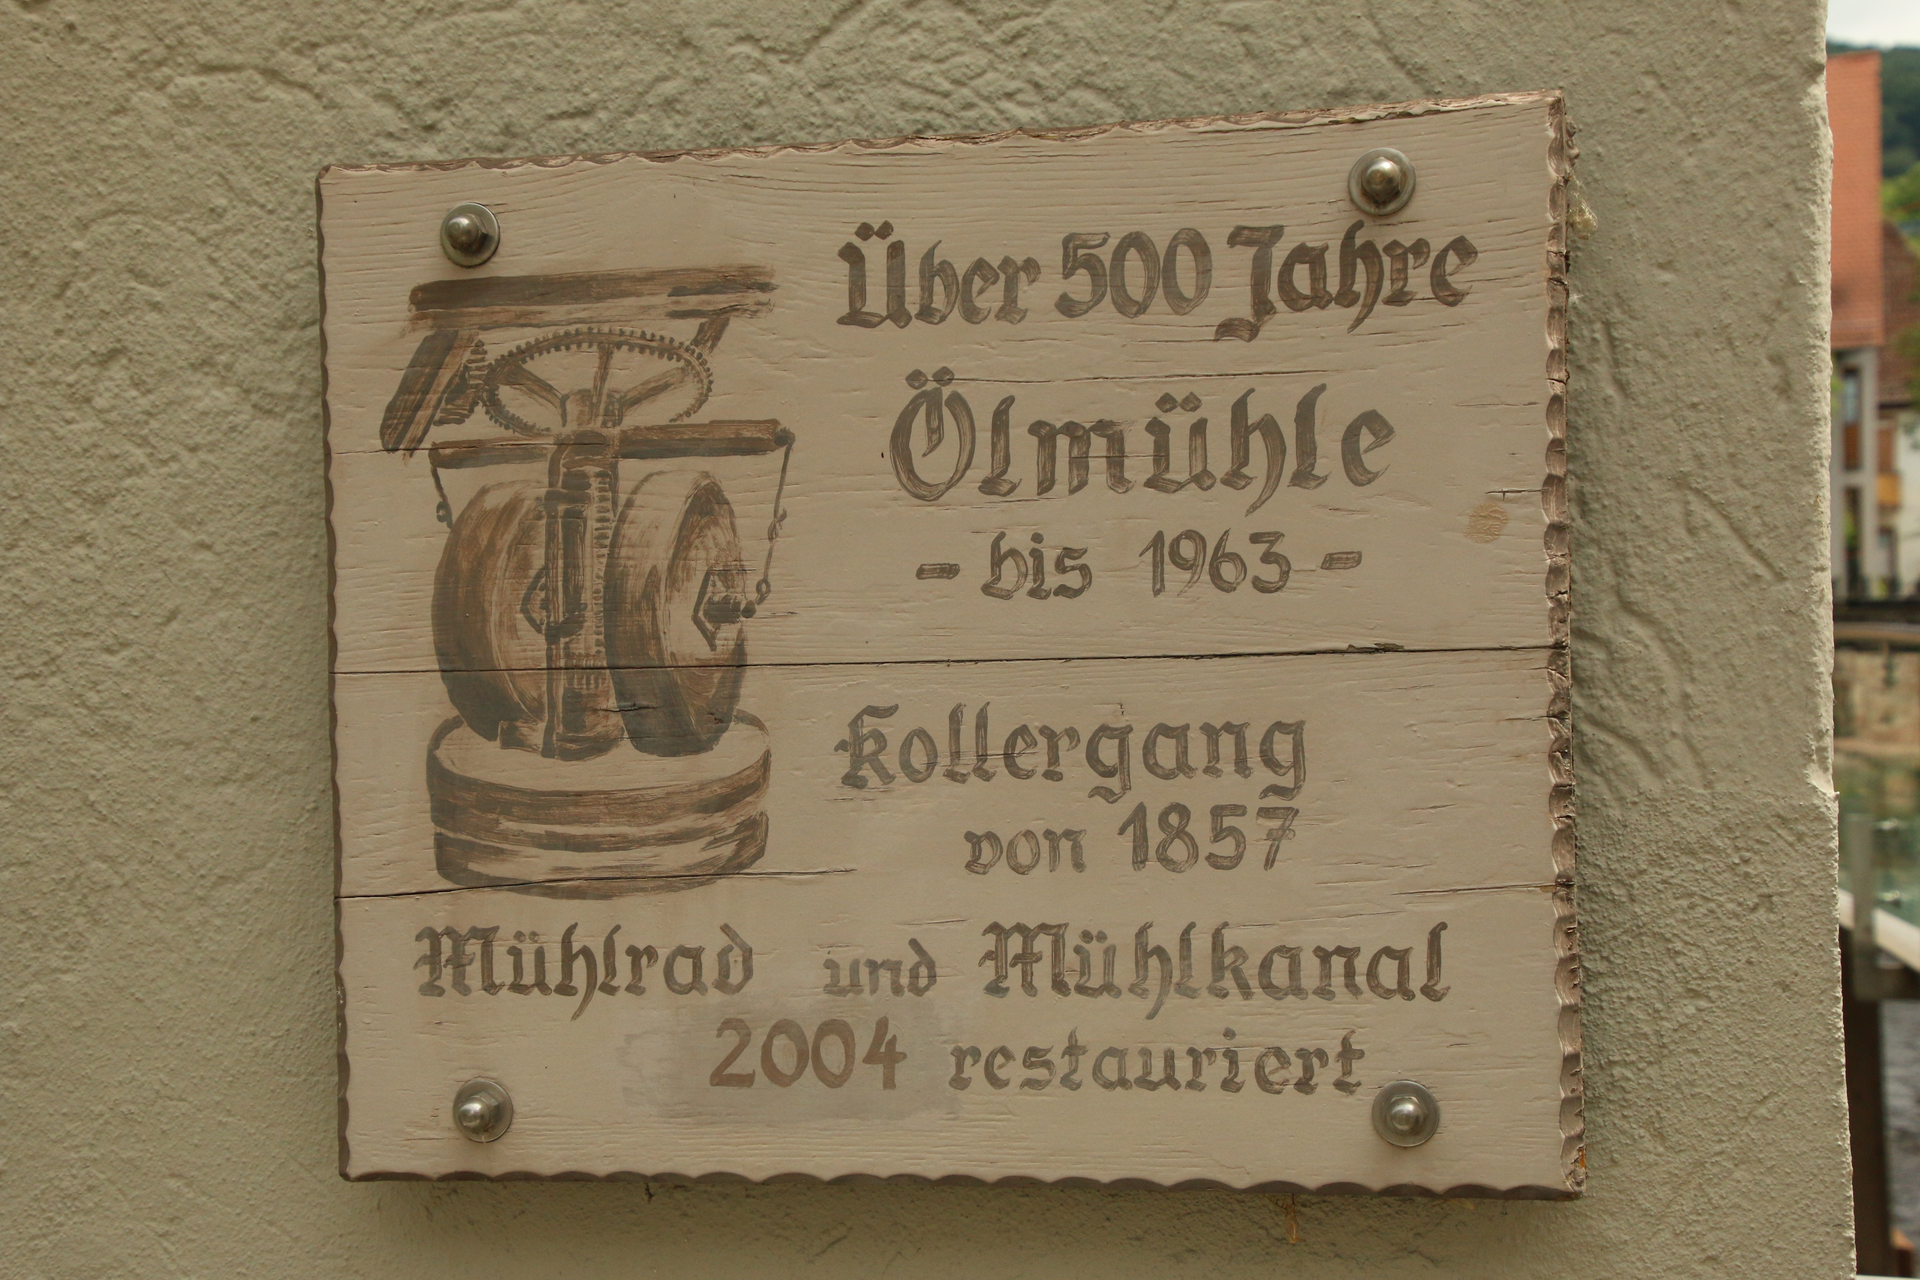 Über 500 Jahre
Ölmühle
- bis 1963 -
Kollergang
von 1857
Mühlrad und Mühlkanal
2004 restauriert